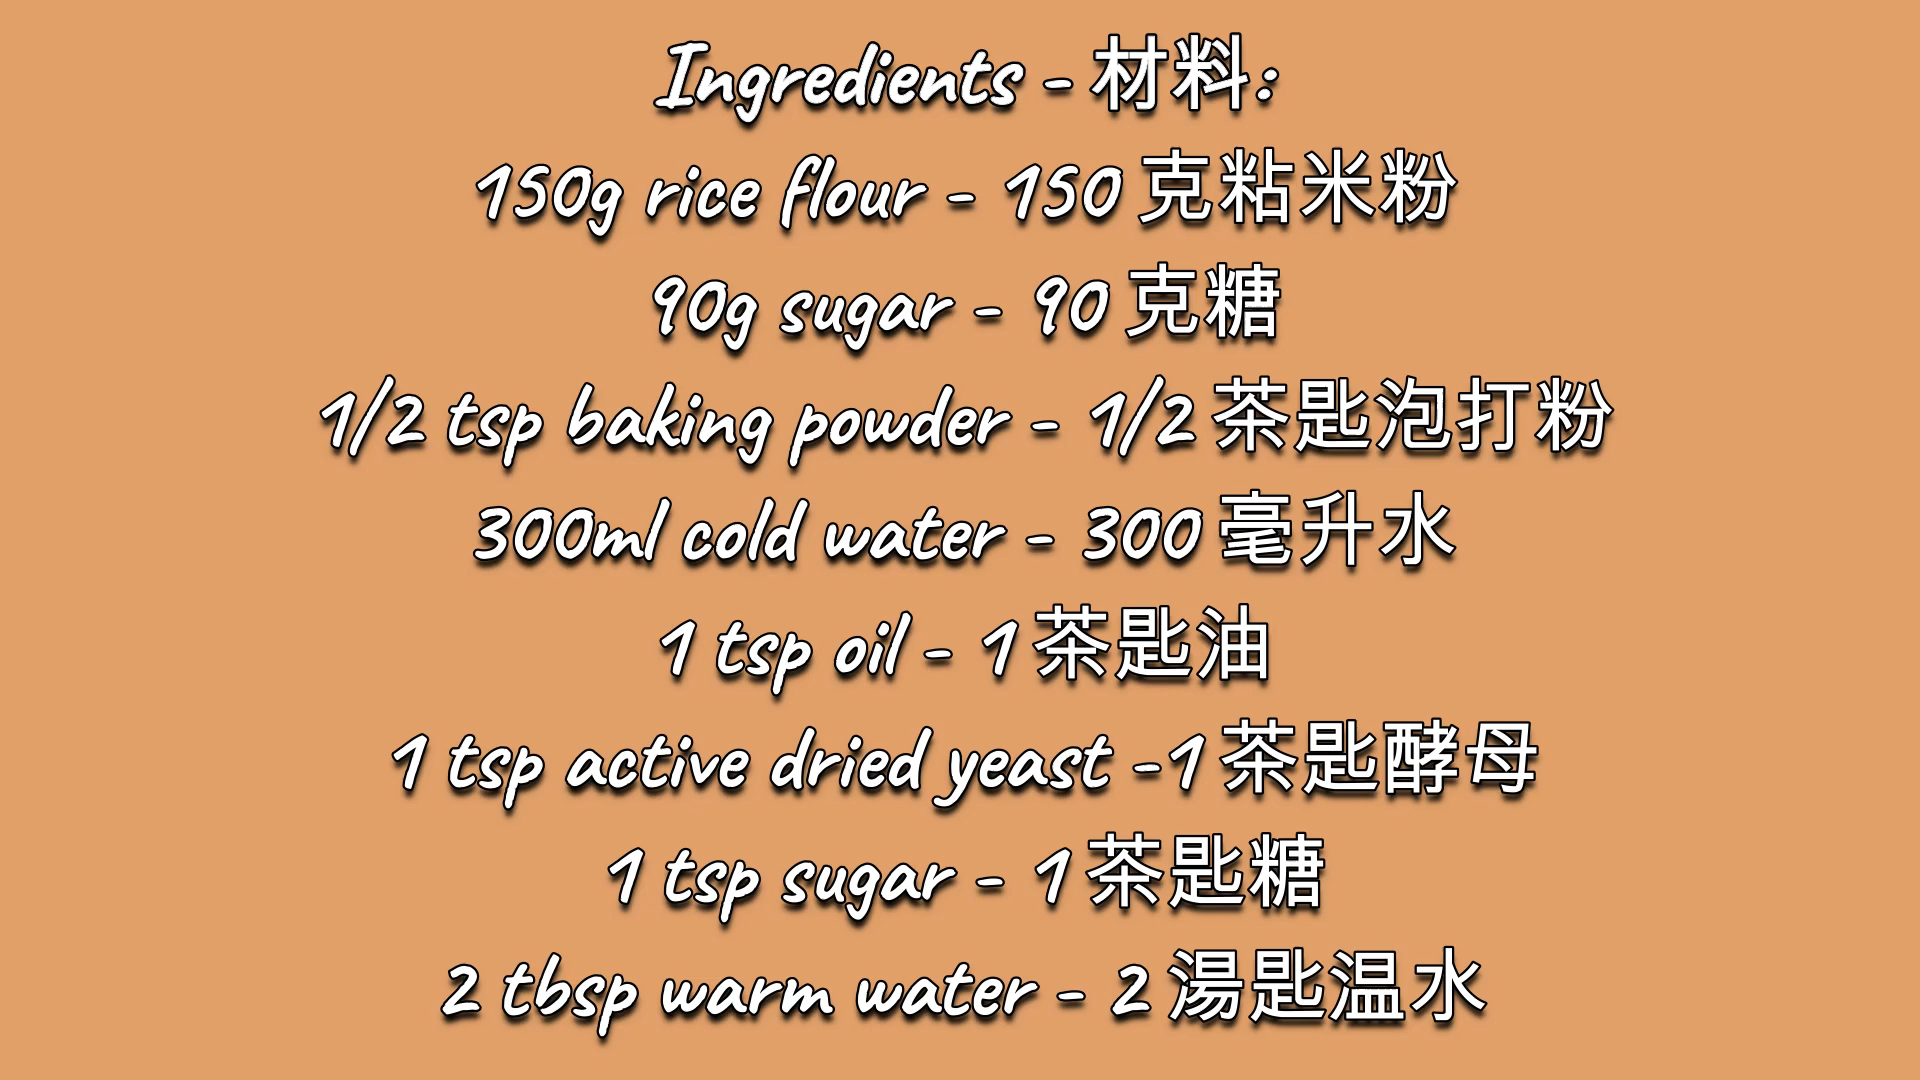 Ingredients - 材料:
150g rice flour - 150 克粘米粉
90g sugar - 90 克糖
1/2 tsp baking powder - 1/2 茶匙泡打粉
300ml cold water - 300 毫升水
1 tsp oil - 1 茶匙油
1 tsp active dried yeast -1 茶匙酵母
1 tsp sugar - 1 茶匙糖
2 tbsp warm water - 2 湯匙温水